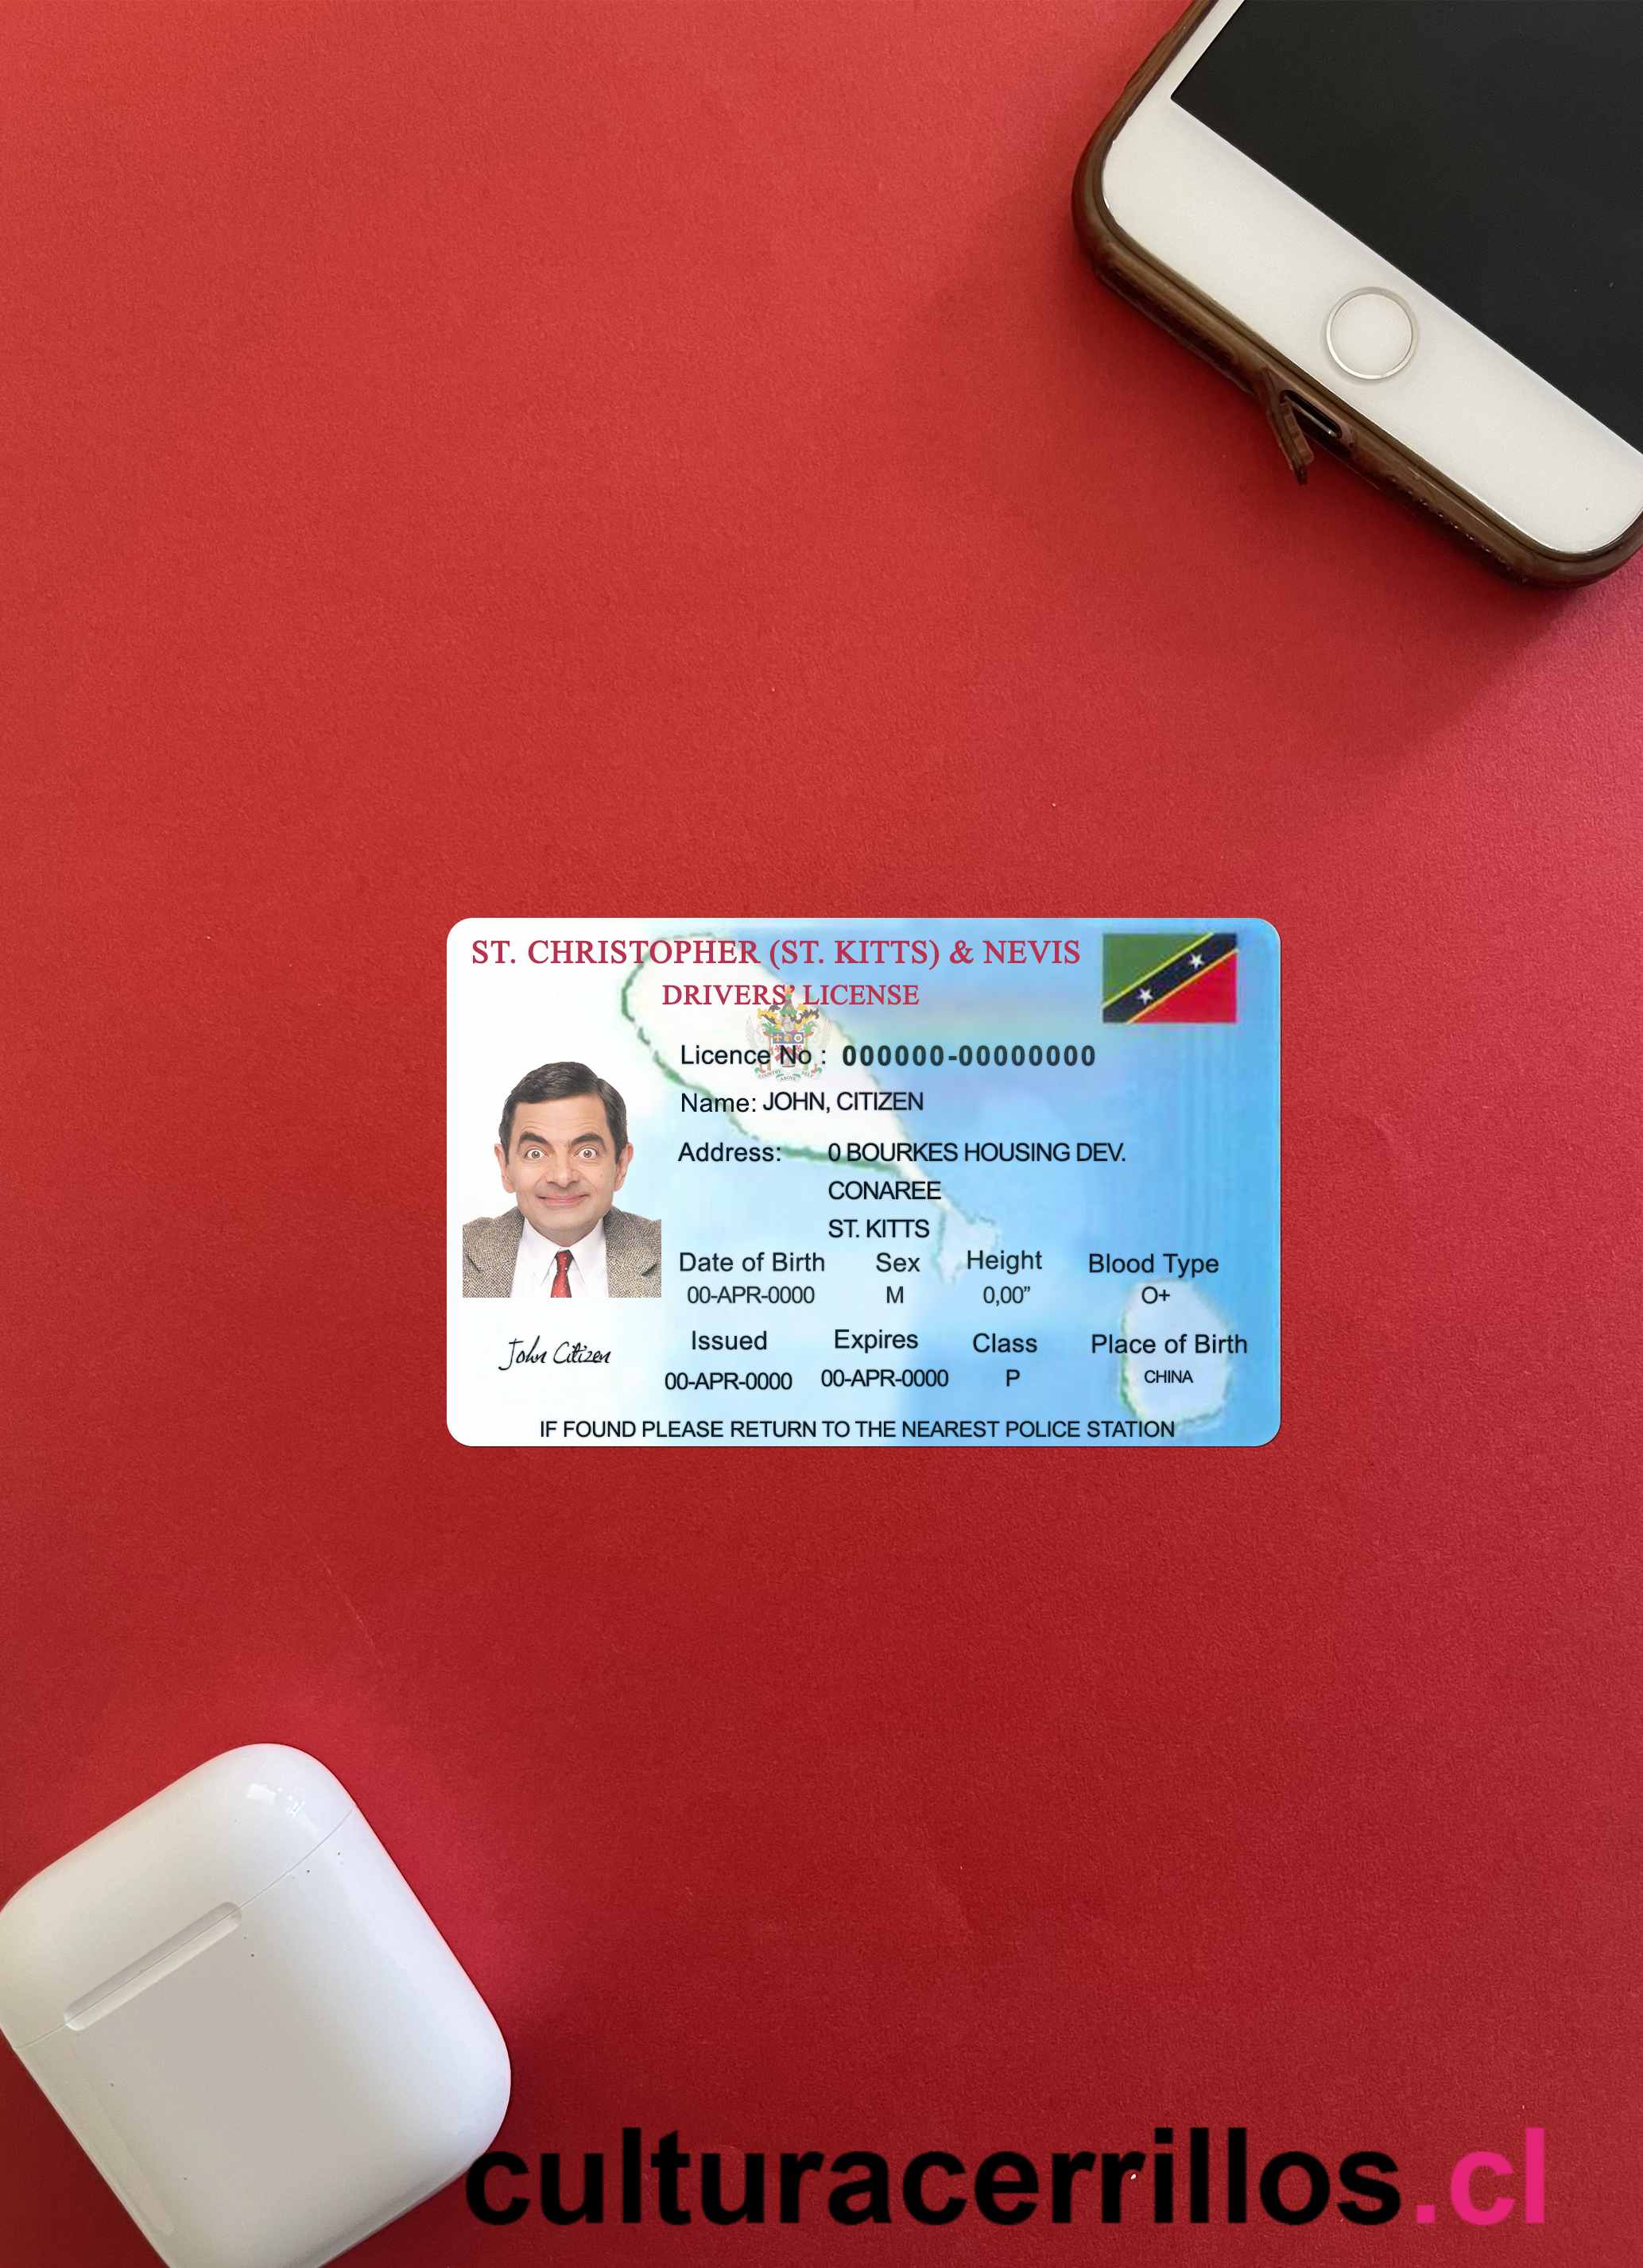 ST. CHRISTOPHER (ST. KITTS) & NEVIS
DRIVERS' LICENSE
Licence No : 000000-00000000
Name: JOHN, CITIZEN
Address: 0 BOURKES HOUSING DEV.
CONAREE
ST. KITTS
Date of Birth Sex Height Blood Type
00-APR-0000 M 0,00” O+
John Citizen
Issued Expires Class Place of Birth
00-APR-0000 00-APR-0000 P CHINA
IF FOUND PLEASE RETURN TO THE NEAREST POLICE STATION
culturacerrillos.cl